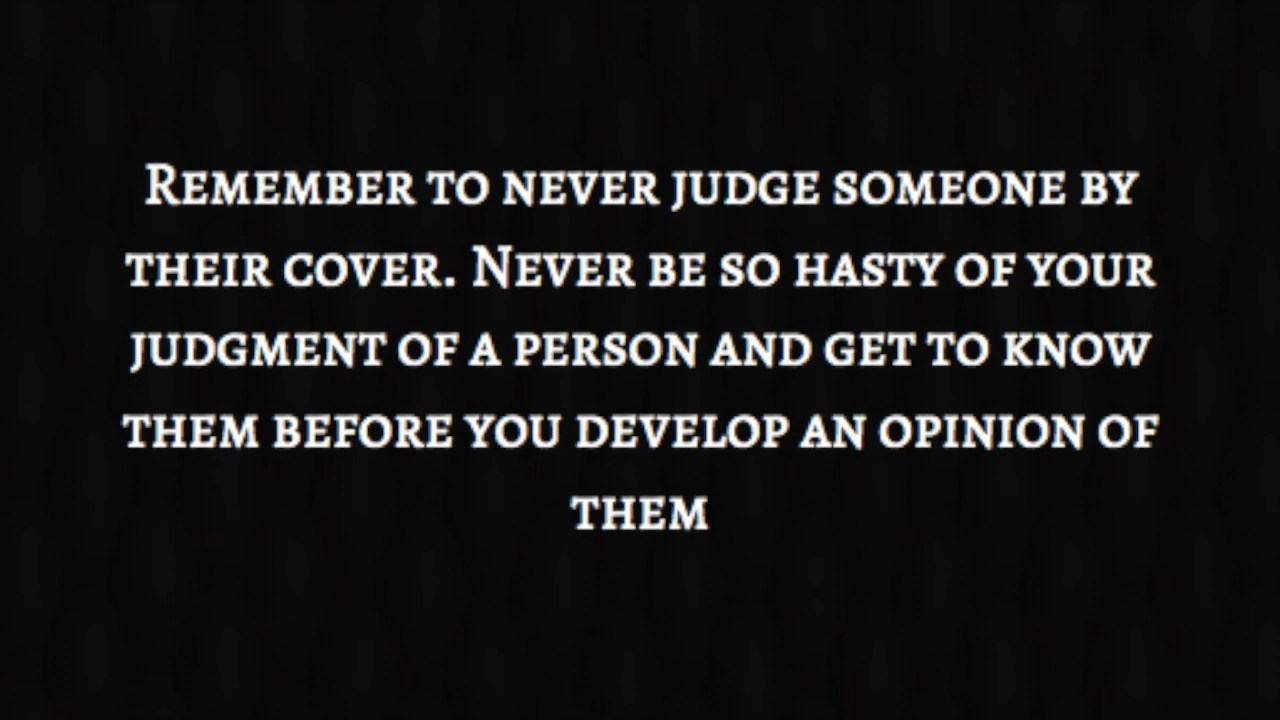 Remember to never judge someone by
their cover. Never be so hasty of your
judgment of a person and get to know
them before you develop an opinion of
them